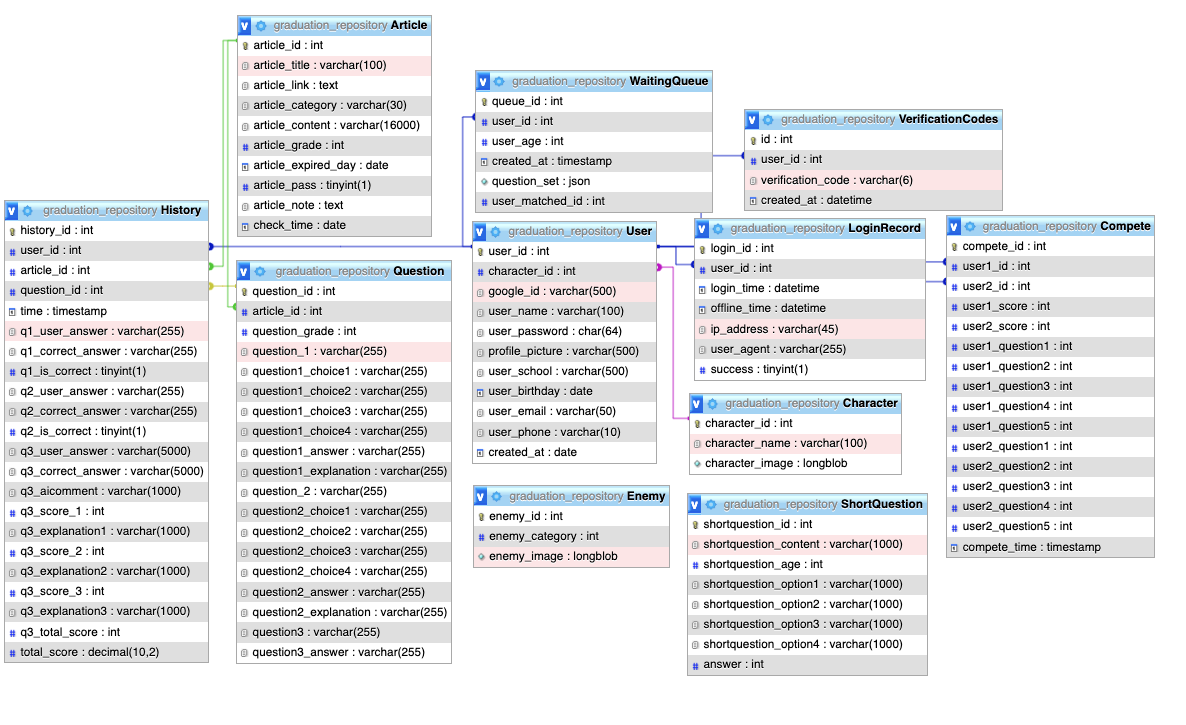 graduation_repository Article
article_id : int
article_title : varchar(100)
article_link : text
article_category : varchar(30)
article_content : varchar(16000)
article_grade : int
article_expired_day : date
article_pass : tinyint(1)
article_note : text
check_time : date
graduation_repository WaitingQueue
queue_id : int
user_id : int
user_age : int
created_at : timestamp
question_set : json
user_matched_id : int
graduation_repository VerificationCodes
id : int
user_id : int
verification_code : varchar(6)
created_at : datetime
graduation_repository History
history_id : int
user_id : int
article_id : int
question_id : int
time : timestamp
q1_user_answer : varchar(255)
q1_correct_answer : varchar(255)
q1_is_correct : tinyint(1)
q2_user_answer : varchar(255)
q2_correct_answer : varchar(255)
q2_is_correct : tinyint(1)
q3_user_answer : varchar(5000)
q3_correct_answer : varchar(5000)
q3_aicomment : varchar(1000)
q3_score_1 : int
q3_explanation1 : varchar(1000)
q3_score_2 : int
q3_explanation2 : varchar(1000)
q3_score_3 : int
q3_explanation3 : varchar(1000)
q3_total_score : int
total_score : decimal(10,2)
graduation_repository Question
question_id : int
article_id : int
question_grade : int
question_1 : varchar(255)
question_1_choice1 : varchar(255)
question_1_choice2 : varchar(255)
question_1_choice3 : varchar(255)
question_1_choice4 : varchar(255)
question1_answer : varchar(255)
question1_explanation : varchar(255)
question_2 : varchar(255)
question2_choice1 : varchar(255)
question2_choice2 : varchar(255)
question2_choice3 : varchar(255)
question2_choice4 : varchar(255)
question2_answer : varchar(255)
question2_explanation : varchar(255)
question3 : varchar(255)
question3_answer : varchar(255)
graduation_repository User
user_id : int
character_id : int
google_id : varchar(500)
user_name : varchar(100)
user_password : char(64)
profile_picture : varchar(500)
user_school : varchar(500)
user_birthday : date
user_email : varchar(50)
user_phone : varchar(10)
created_at : date
graduation_repository LoginRecord
login_id : int
user_id : int
login_time : datetime
offline_time : datetime
ip_address : varchar(45)
user_agent : varchar(255)
success : tinyint(1)
graduation_repository Compete
compete_id : int
user1_id : int
user2_id : int
user1_score : int
user2_score : int
user1_question1 : int
user1_question2 : int
user1_question3 : int
user1_question4 : int
user1_question5 : int
user2_question1 : int
user2_question2 : int
user2_question3 : int
user2_question4 : int
user2_question5 : int
compete_time : timestamp
graduation_repository Character
character_id : int
character_name : varchar(100)
character_image : longblob
graduation_repository Enemy
enemy_id : int
enemy_category : int
enemy_image : longblob
graduation_repository ShortQuestion
shortquestion_id : int
shortquestion_content : varchar(1000)
shortquestion_age : int
shortquestion_option1 : varchar(1000)
shortquestion_option2 : varchar(1000)
shortquestion_option3 : varchar(1000)
shortquestion_option4 : varchar(1000)
answer : int